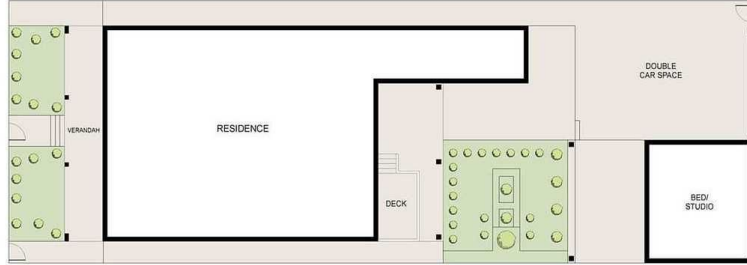 DOUBLE
CAR SPACE
VERANDAH
RESIDENCE
DECK
BED/
STUDIO